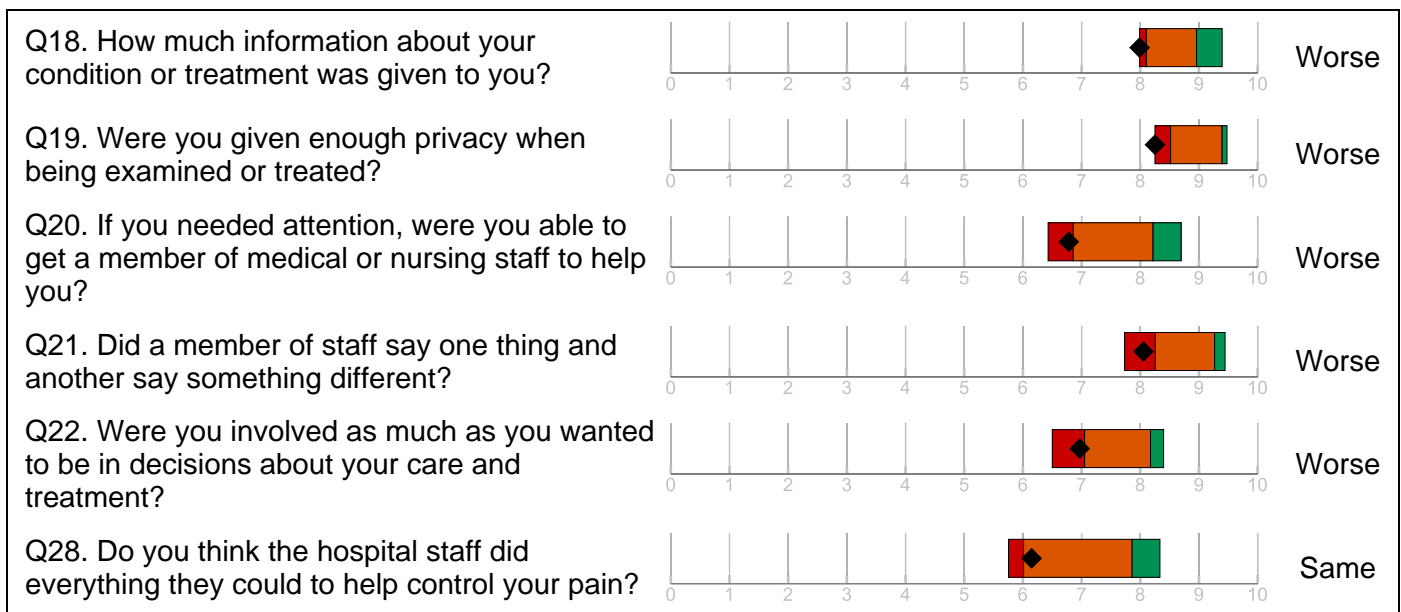 Q18. How much information about your
condition or treatment was given to you?
0 1 2 3 4 5 6 7 8 9 10
Worse
Q19. Were you given enough privacy when
being examined or treated?
0 1 2 3 4 5 6 7 8 9 10
Worse
Q20. If you needed attention, were you able to
get a member of medical or nursing staff to help
you?
0 1 2 3 4 5 6 7 8 9 10
Worse
Q21. Did a member of staff say one thing and
another say something different?
0 1 2 3 4 5 6 7 8 9 10
Worse
Q22. Were you involved as much as you wanted
to be in decisions about your care and
treatment?
0 1 2 3 4 5 6 7 8 9 10
Worse
Q28. Do you think the hospital staff did
everything they could to help control your pain?
0 1 2 3 4 5 6 7 8 9 10
Same